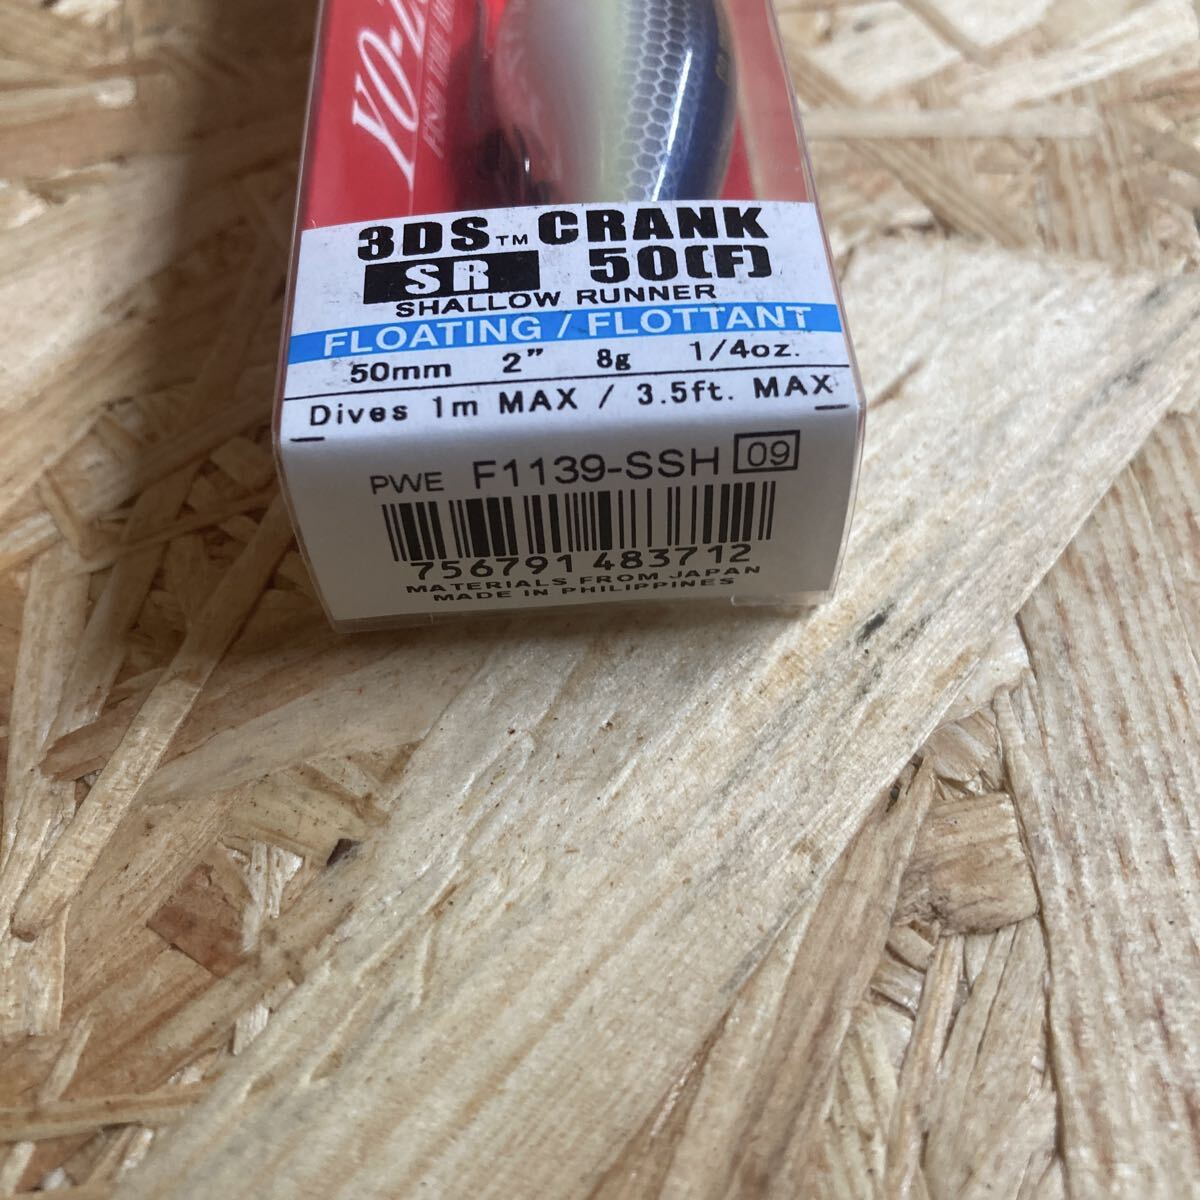 3DS™ CRANK
SR 50(F)
SHALLOW RUNNER
FLOATING / FLOTTANT
50mm 2" 8g 1/4oz.
Dives 1m MAX / 3.5ft. MAX
PWE F1139-SSH 09
756791 483712
MATERIALS FROM JAPAN
MADE IN PHILIPPINES